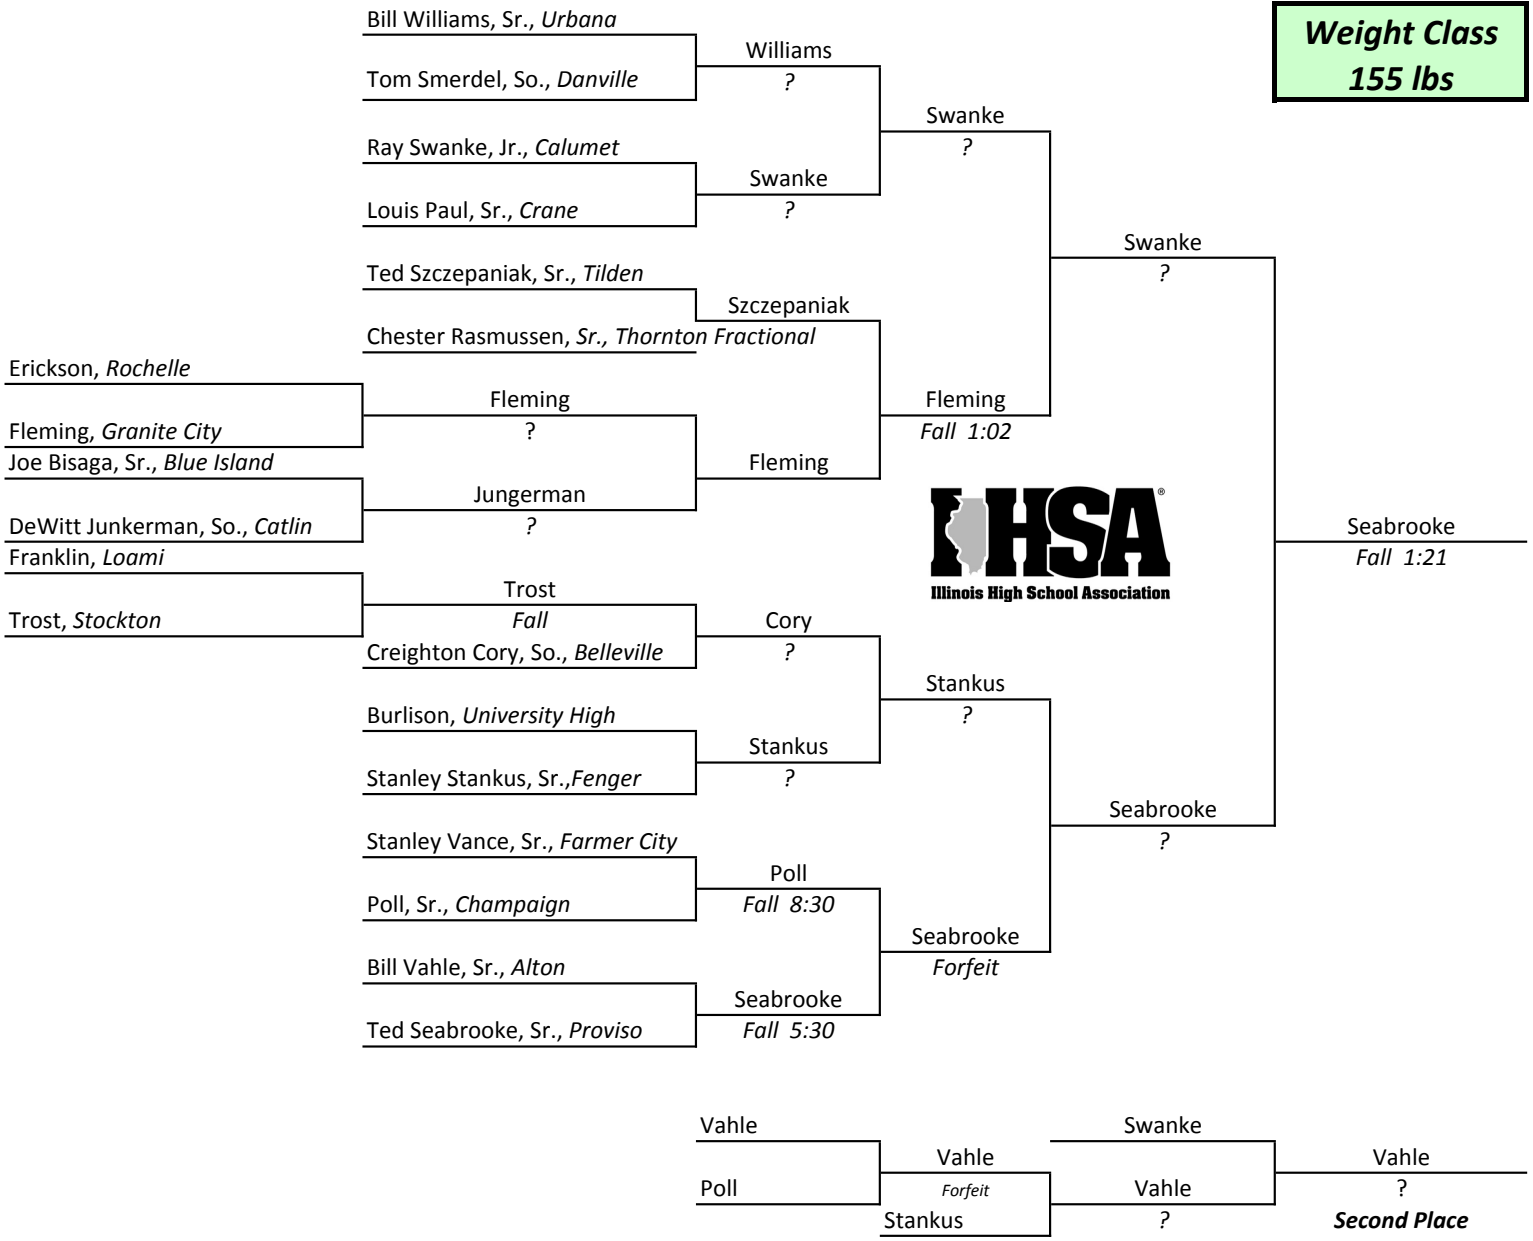 Bill Williams, Sr., Urbana
Weight Class
155 lbs
Williams
?
Tom Smerdel, So., Danville
Swanke
?
Ray Swanke, Jr., Calumet
Swanke
?
Louis Paul, Sr., Crane
Swanke
?
Ted Szczepaniak, Sr., Tilden
Szczepaniak
Chester Rasmussen, Sr., Thornton Fractional
Erickson, Rochelle
Fleming
?
Fleming
Fall 1:02
Fleming, Granite City
Joe Bisaga, Sr., Blue Island
Fleming
Jungerman
?
DeWitt Junkerman, So., Catlin
IHSA®
Illinois High School Association
Seabrooke
Fall 1:21
Franklin, Loami
Trost
Fall
Trost, Stockton
Cory
?
Creighton Cory, So., Belleville
Stankus
?
Burlison, University High
Stankus
?
Stanley Stankus, Sr.,Fenger
Seabrooke
?
Stanley Vance, Sr., Farmer City
Poll
Fall 8:30
Poll, Sr., Champaign
Seabrooke
Forfeit
Bill Vahle, Sr., Alton
Seabrooke
Fall 5:30
Ted Seabrooke, Sr., Proviso
Vahle
Swanke
Vahle
Forfeit
Vahle
?
Poll
Vahle
?
Stankus
Second Place